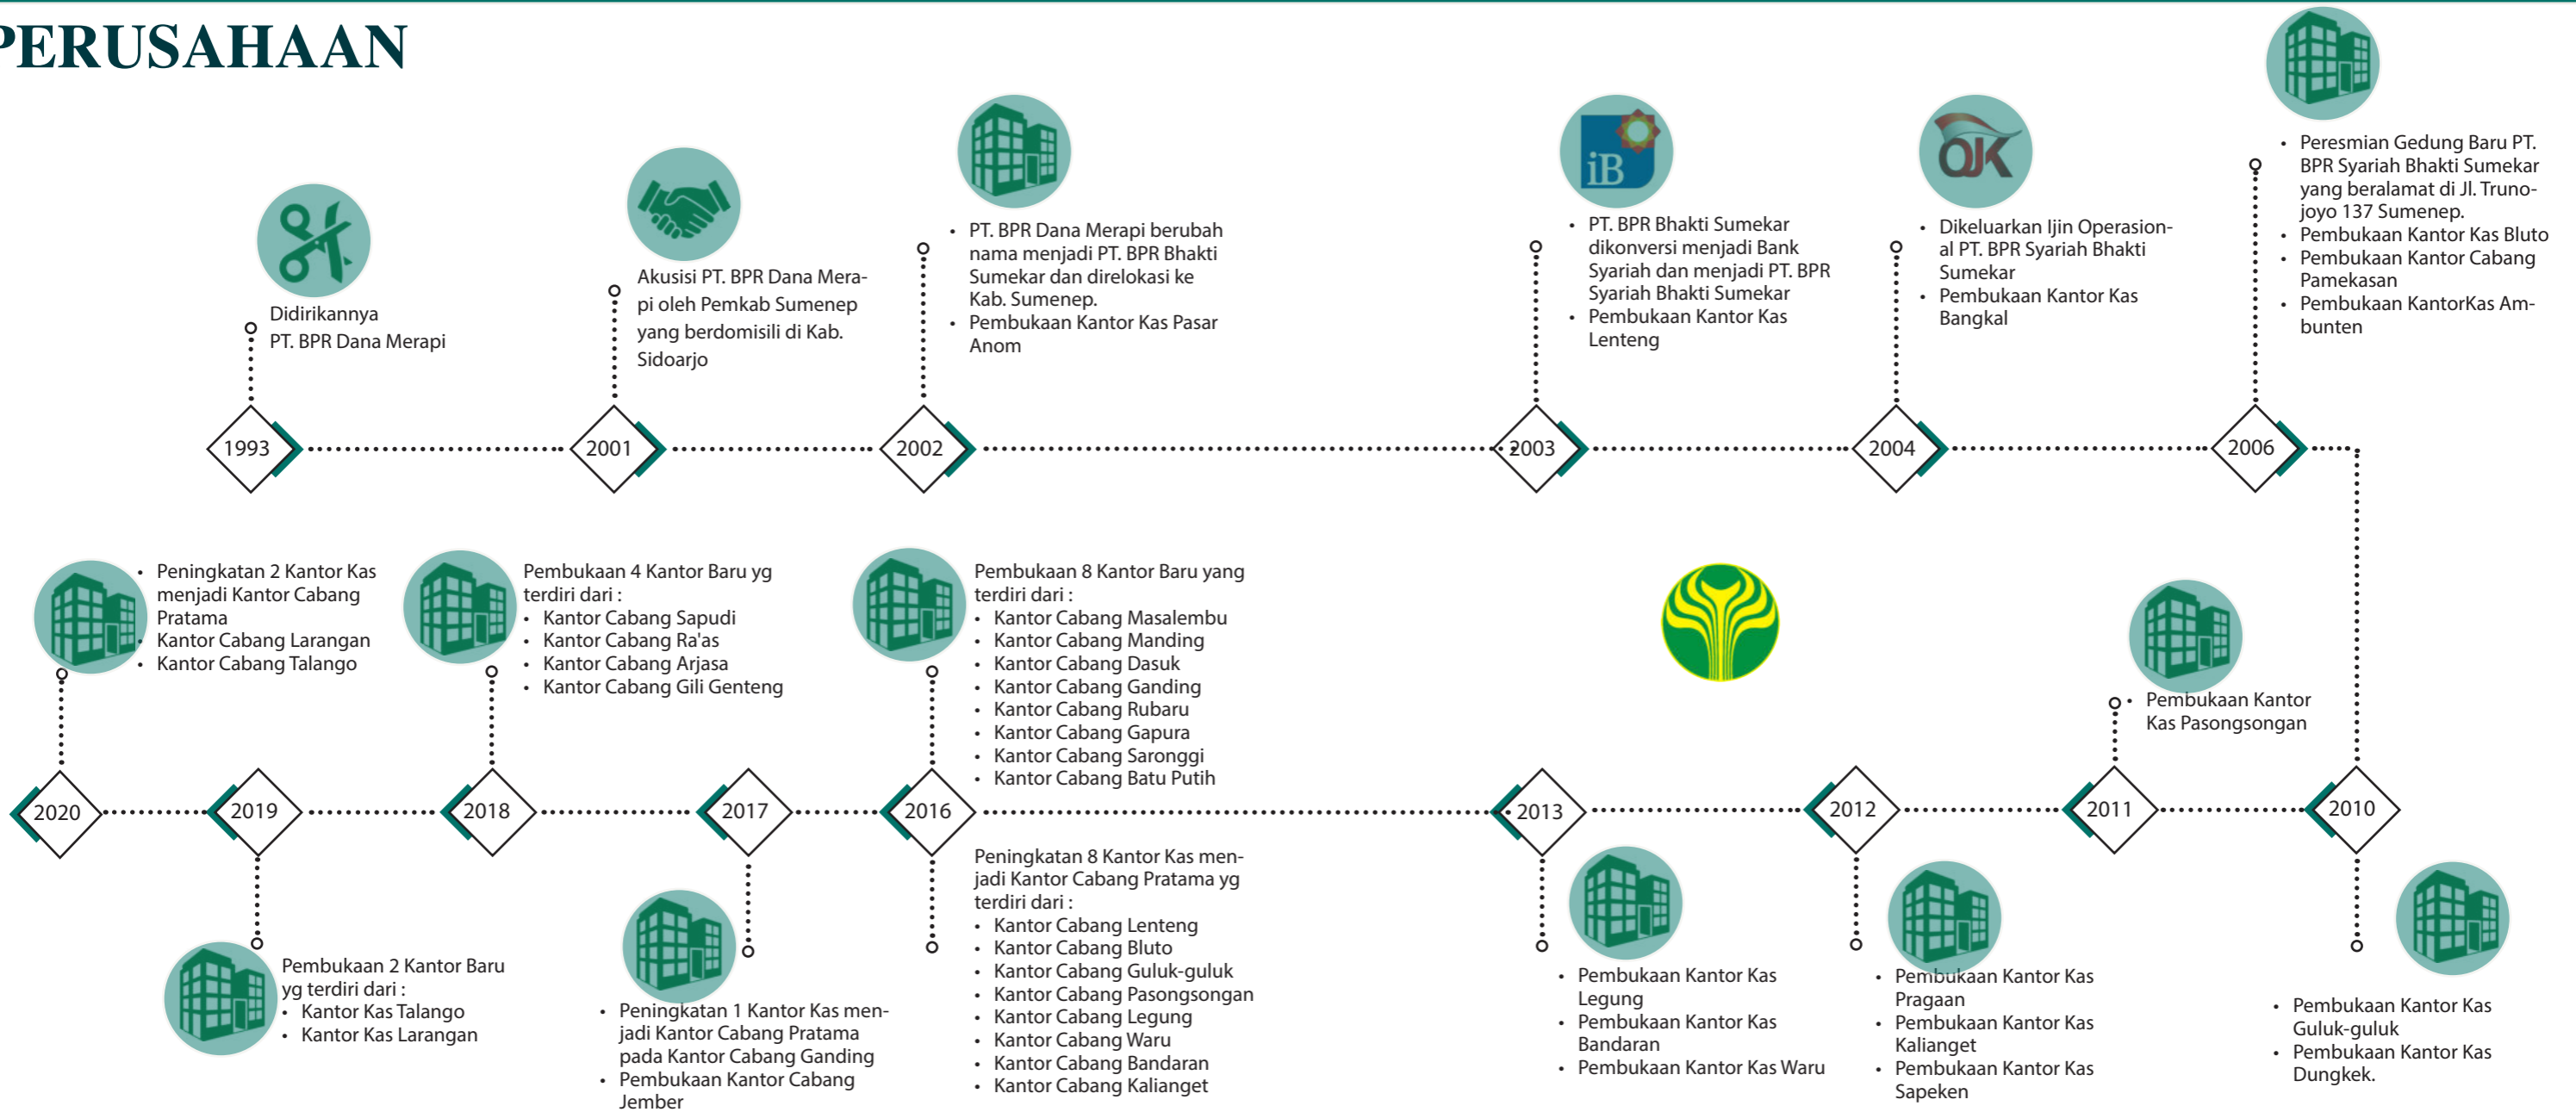 PERUSAHAAN
Didirikannya
PT. BPR Dana Merapi
1993
Akusisi PT. BPR Dana Mera-
pi oleh Pemkab Sumenep
yang berdomisili di Kab.
Sidoarjo
2001
• PT. BPR Dana Merapi berubah
nama menjadi PT. BPR Bhakti
Sumekar dan direlokasi ke
Kab. Sumenep.
• Pembukaan Kantor Kas Pasar
Anom
2002
iB
• PT. BPR Bhakti Sumekar
dikonversi menjadi Bank
Syariah dan menjadi PT. BPR
Syariah Bhakti Sumekar
• Pembukaan Kantor Kas
Lenteng
2003
OJK
• Dikeluarkan Ijin Operasion-
al PT. BPR Syariah Bhakti
Sumekar
• Pembukaan Kantor Kas
Bangkal
2004
• Peresmian Gedung Baru PT.
BPR Syariah Bhakti Sumekar
yang beralamat di Jl. Truno-
joyo 137 Sumenep.
• Pembukaan Kantor Kas Bluto
• Pembukaan Kantor Cabang
Pamekasan
• Pembukaan KantorKas Am-
bunten
2006
• Peningkatan 2 Kantor Kas
menjadi Kantor Cabang
Pratama
• Kantor Cabang Larangan
• Kantor Cabang Talango
2020
2019
Pembukaan 2 Kantor Baru
yg terdiri dari :
• Kantor Kas Talango
• Kantor Kas Larangan
Pembukaan 4 Kantor Baru yg
terdiri dari :
• Kantor Cabang Sapudi
• Kantor Cabang Ra'as
• Kantor Cabang Arjasa
• Kantor Cabang Gili Genteng
2018
2017
• Peningkatan 1 Kantor Kas men-
jadi Kantor Cabang Pratama
pada Kantor Cabang Ganding
• Pembukaan Kantor Cabang
Jember
Pembukaan 8 Kantor Baru yang
terdiri dari :
• Kantor Cabang Masalembu
• Kantor Cabang Manding
• Kantor Cabang Dasuk
• Kantor Cabang Ganding
• Kantor Cabang Rubaru
• Kantor Cabang Gapura
• Kantor Cabang Saronggi
• Kantor Cabang Batu Putih
2016
Peningkatan 8 Kantor Kas men-
jadi Kantor Cabang Pratama yg
terdiri dari :
• Kantor Cabang Lenteng
• Kantor Cabang Bluto
• Kantor Cabang Guluk-guluk
• Kantor Cabang Pasongsongan
• Kantor Cabang Legung
• Kantor Cabang Waru
• Kantor Cabang Bandaran
• Kantor Cabang Kalianget
2013
• Pembukaan Kantor Kas
Legung
• Pembukaan Kantor Kas
Bandaran
• Pembukaan Kantor Kas Waru
2012
• Pembukaan Kantor Kas
Pragaan
• Pembukaan Kantor Kas
Kalianget
• Pembukaan Kantor Kas
Sapeken
• Pembukaan Kantor
Kas Pasongsongan
2011
2010
• Pembukaan Kantor Kas
Guluk-guluk
• Pembukaan Kantor Kas
Dungkek.